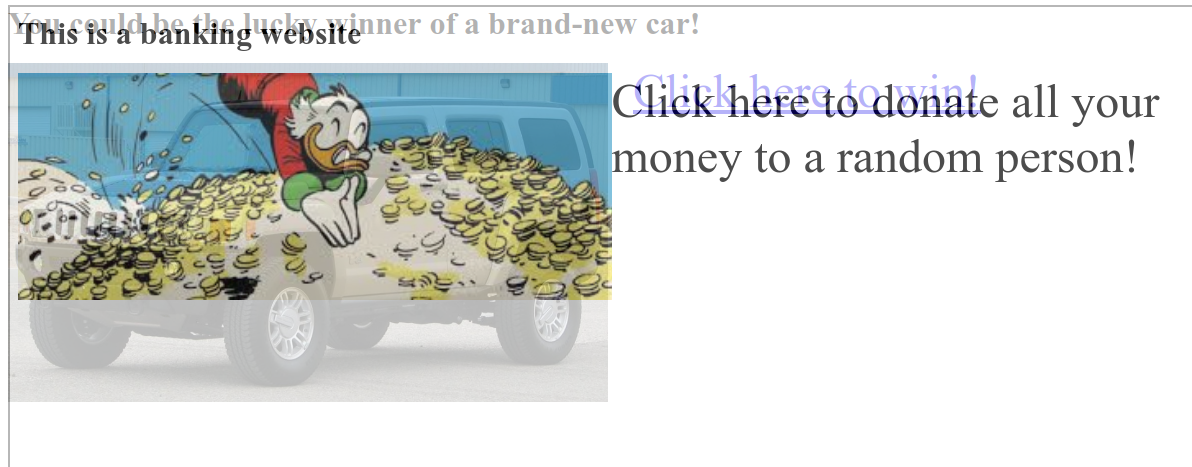 You could be the lucky winner of a brand-new car!
This is a banking website
Click here to win!
Click here to donate all your
money to a random person!